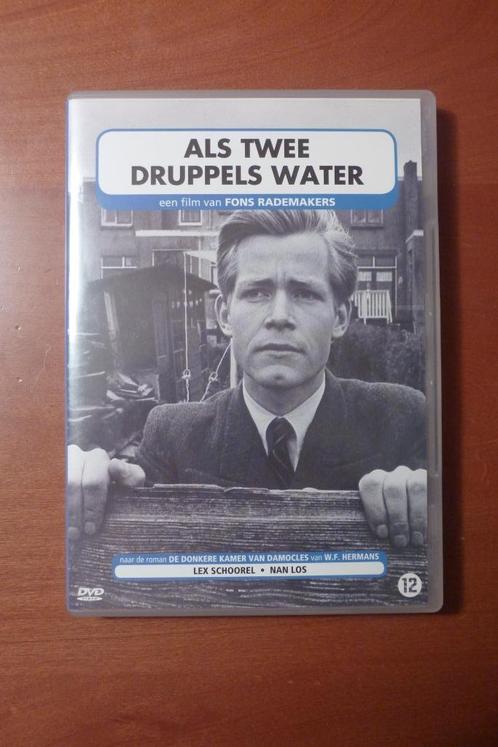 ALS TWEE
DRUPPELS WATER
een film van FONS RADEMAKERS
naar de roman DE DONKERE KAMER VAN DAMOCLES van W.F. HERMANS
LEX SCHOOREL • NAN LOS
DVD
VIDEO
12